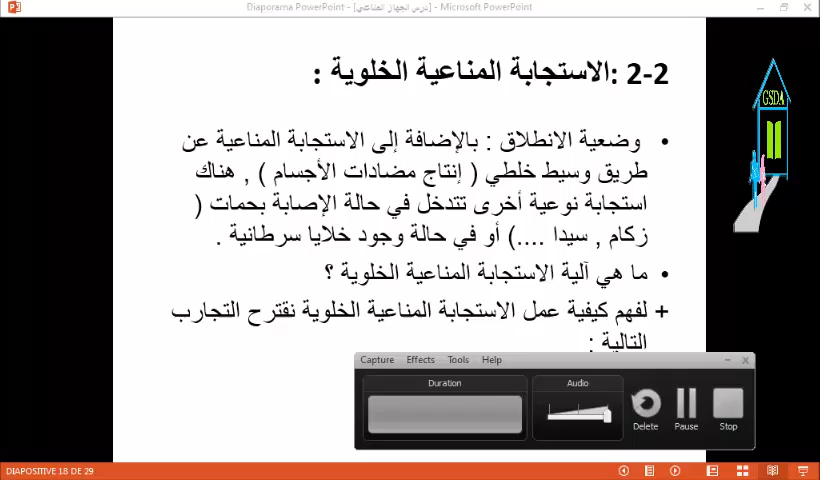 Diaporama PowerPoint - [درس الجهاز المناعتي] - Microsoft PowerPoint
2-2 :الاستجابة المناعية الخلوية :
GSDA
• وضعية الانطلاق : بالإضافة إلى الاستجابة المناعية عن
طريق وسيط خلطي ( إنتاج مضادات الأجسام ) , هناك
استجابة نوعية أخرى تتدخل في حالة الإصابة بحمات (
زكام , سيدا ....) أو في حالة وجود خلايا سرطانية .
• ما هي آلية الاستجابة المناعية الخلوية ؟
+ لفهم كيفية عمل الاستجابة المناعية الخلوية نقترح التجارب
التالية :
Capture Effects Tools Help
Duration
Audio
Delete Pause Stop
DIAPOSITIVE 18 DE 29